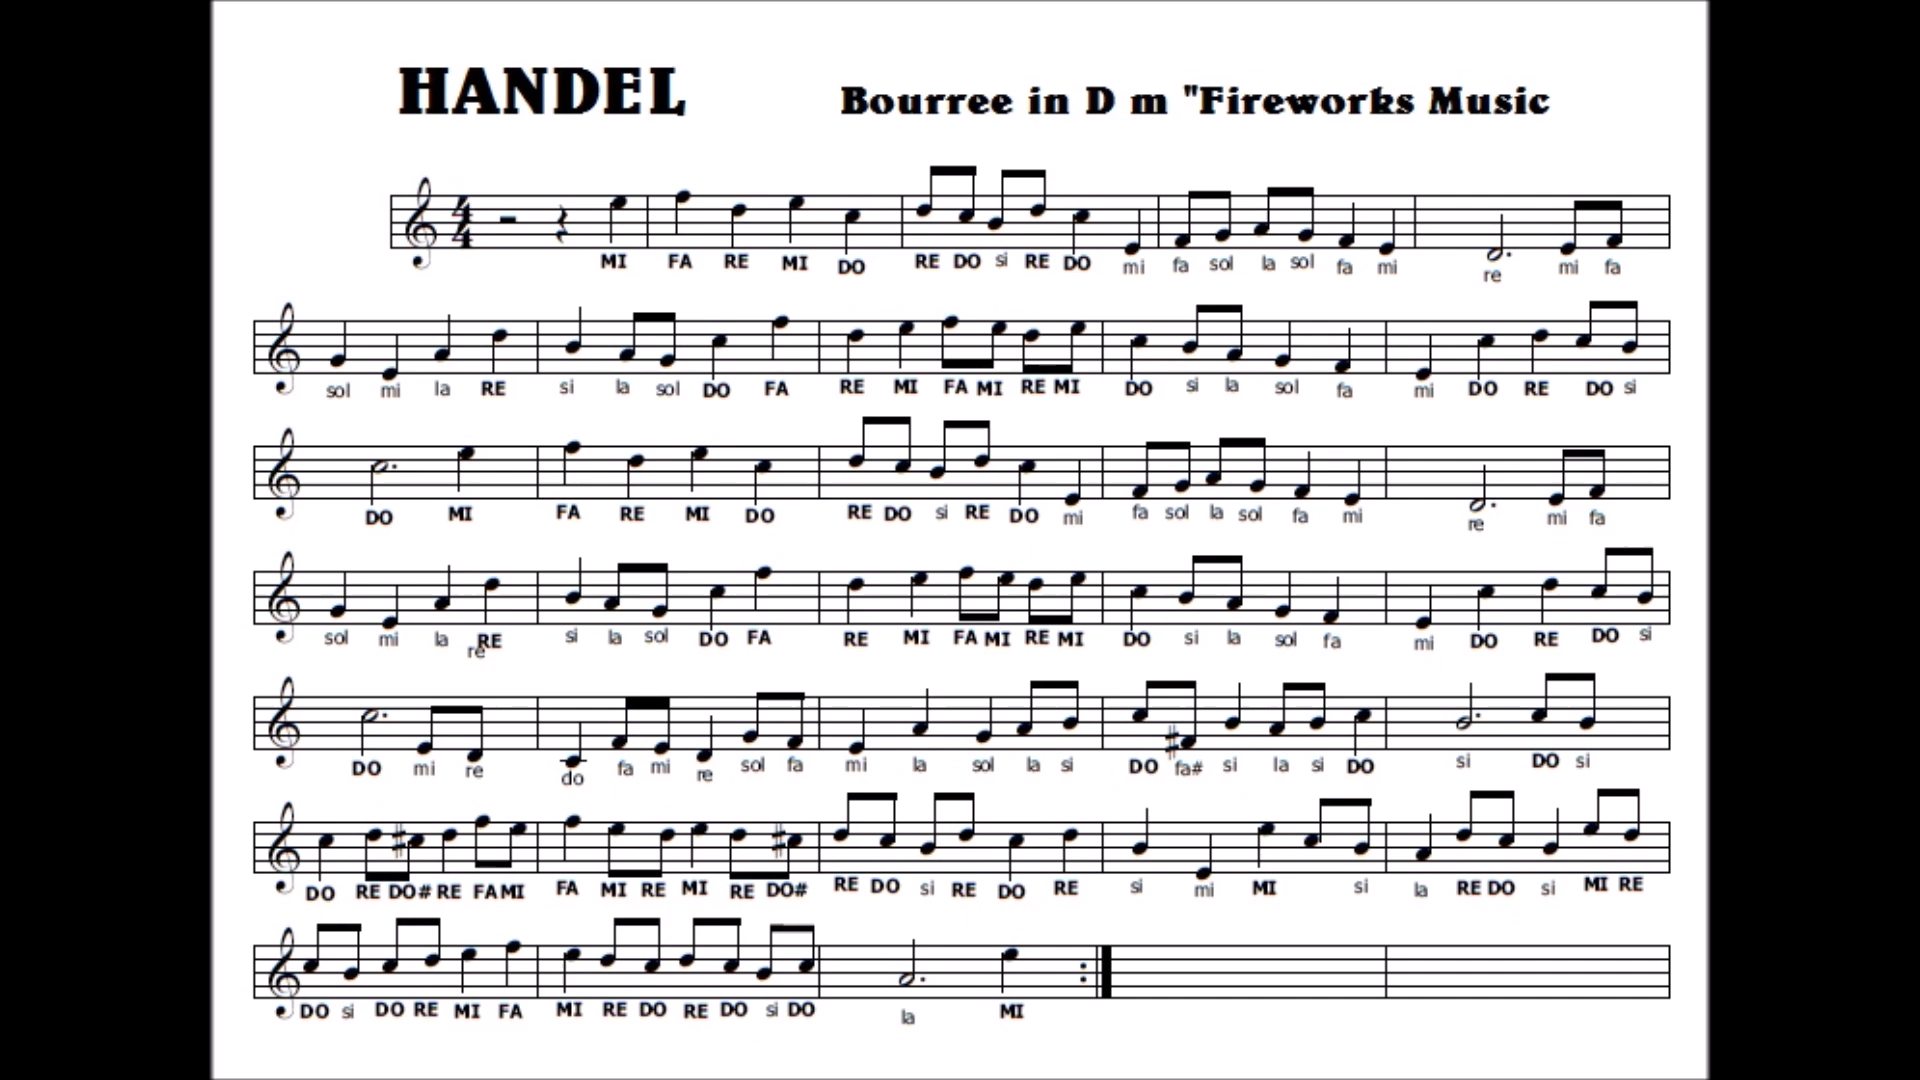 HANDEL Bourree in D m "Fireworks Music
4 4
MI FA RE MI DO RE DO si RE DO mi fa sol la sol fa mi re mi fa
sol mi la RE si la sol DO FA RE MI FA MI RE MI DO si la sol fa mi DO RE DO si
DO MI FA RE MI DO RE DO si RE DO mi fa sol la sol fa mi re mi fa
sol mi la re RE si la sol DO FA RE MI FA MI RE MI DO si la sol fa mi DO RE DO si
DO mi re do fa mi re sol fa mi la sol la si DO fa# si la si DO si DO si
DO RE DO# RE FA MI FA MI RE MI RE DO# RE DO si RE DO RE si mi MI si la RE DO si MI RE
DO si DO RE MI FA MI RE DO RE DO si DO la MI